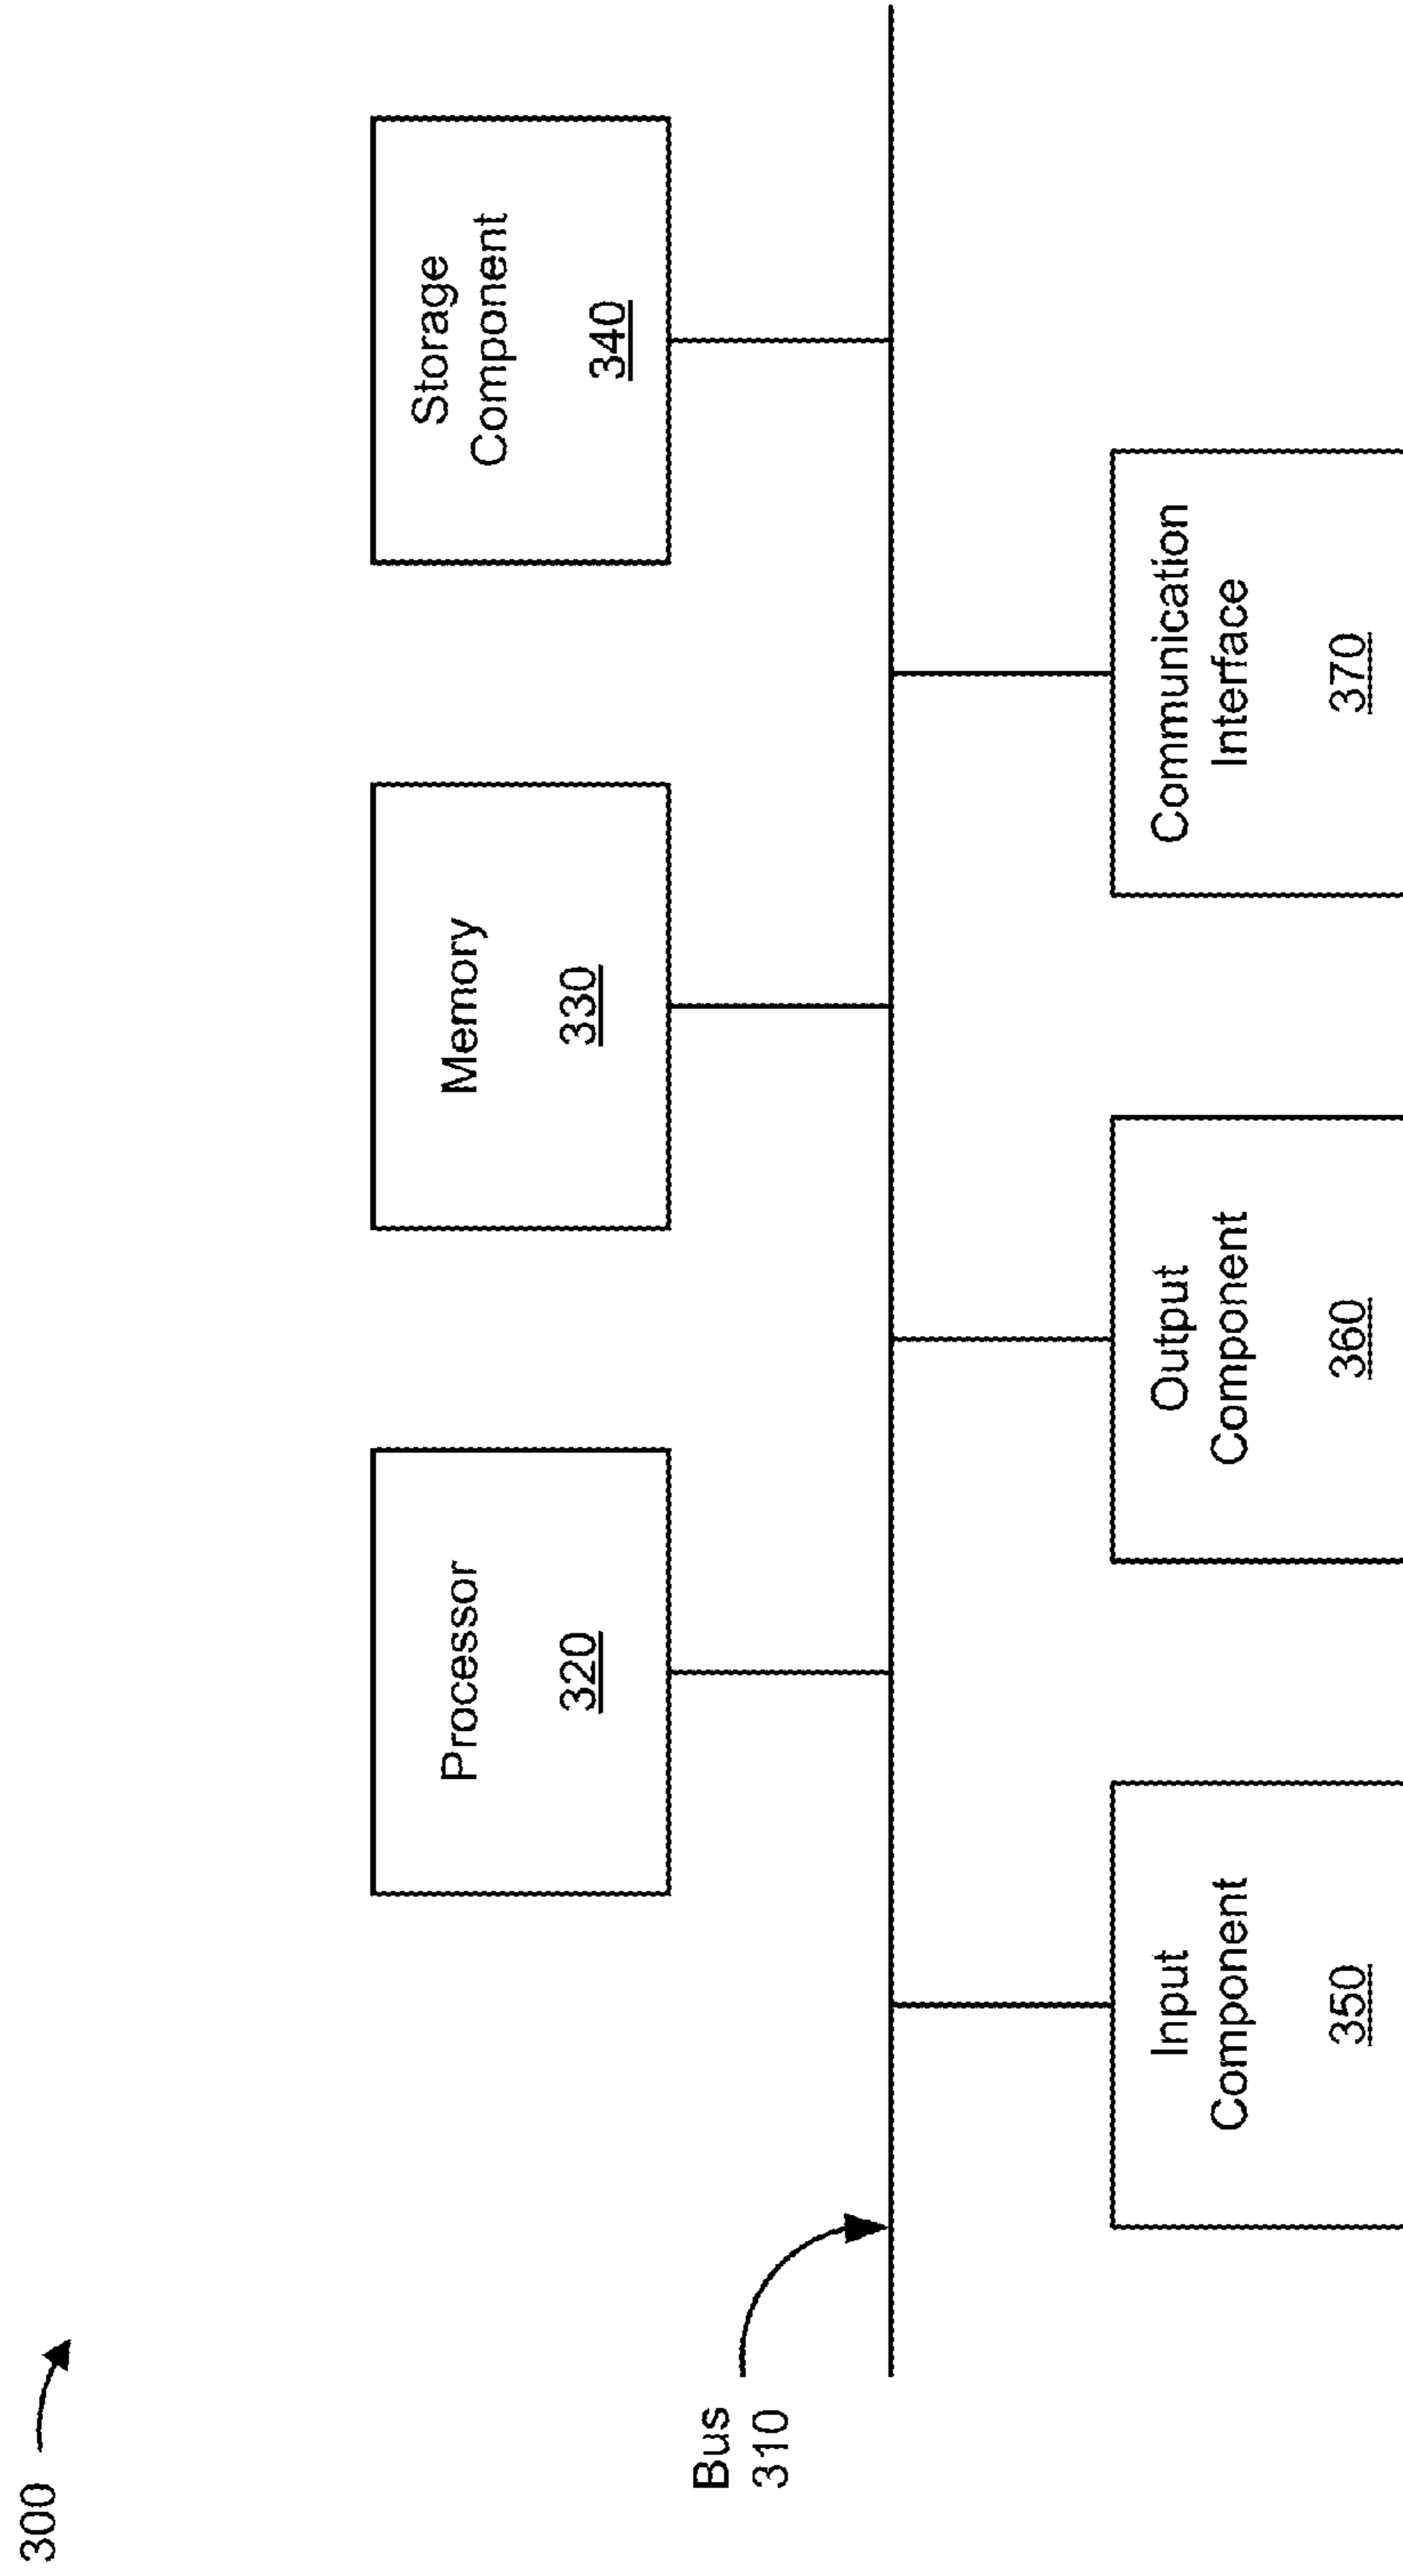 300
Bus
310
Processor
320
Memory
330
Storage
Component
340
Input
Component
350
Output
Component
360
Communication
Interface
370